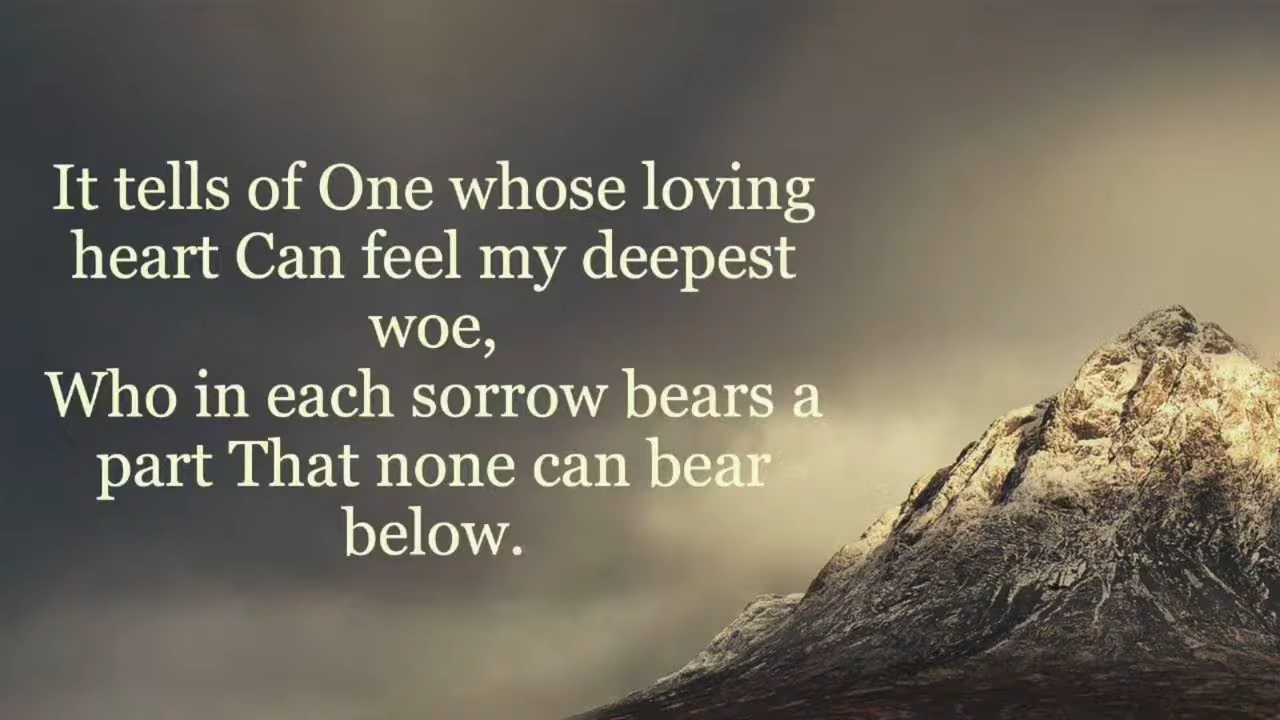 It tells of One whose loving
heart Can feel my deepest
woe,
Who in each sorrow bears a
part That none can bear
below.